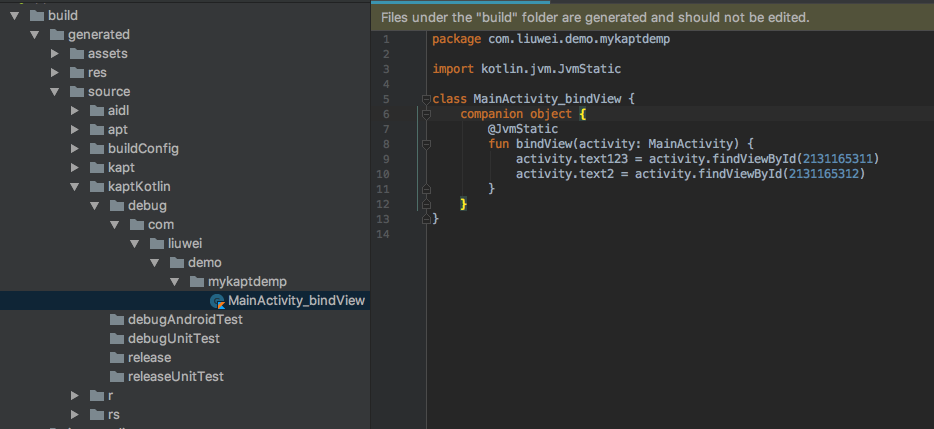 build
generated
assets
res
source
aidl
apt
buildConfig
kapt
kaptKotlin
debug
com
liuwei
demo
mykaptdemp
MainActivity_bindView
debugAndroidTest
debugUnitTest
release
releaseUnitTest
r
rs
Files under the "build" folder are generated and should not be edited.
1 package com.liuwei.demo.mykaptdemp
2
3 import kotlin.jvm.JvmStatic
4
5 class MainActivity_bindView {
6     companion object {
7         @JvmStatic
8         fun bindView(activity: MainActivity) {
9             activity.text123 = activity.findViewById(2131165311)
10             activity.text2 = activity.findViewById(2131165312)
11         }
12     }
13 }
14